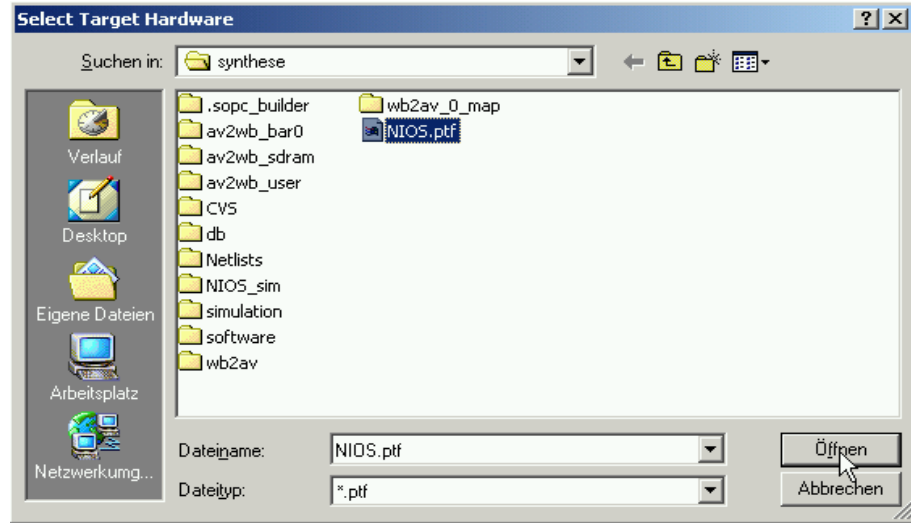 Select Target Hardware
Suchen in:
synthese
Verlauf
Desktop
Eigene Dateien
Arbeitsplatz
Netzwerkumg...
.sopc_builder
av2wb_bar0
av2wb_sdram
av2wb_user
CVS
db
Netlists
NIOS_sim
simulation
software
wb2av
wb2av_0_map
NIOS.ptf
Dateiname:
NIOS.ptf
Öffnen
Dateityp:
*.ptf
Abbrechen